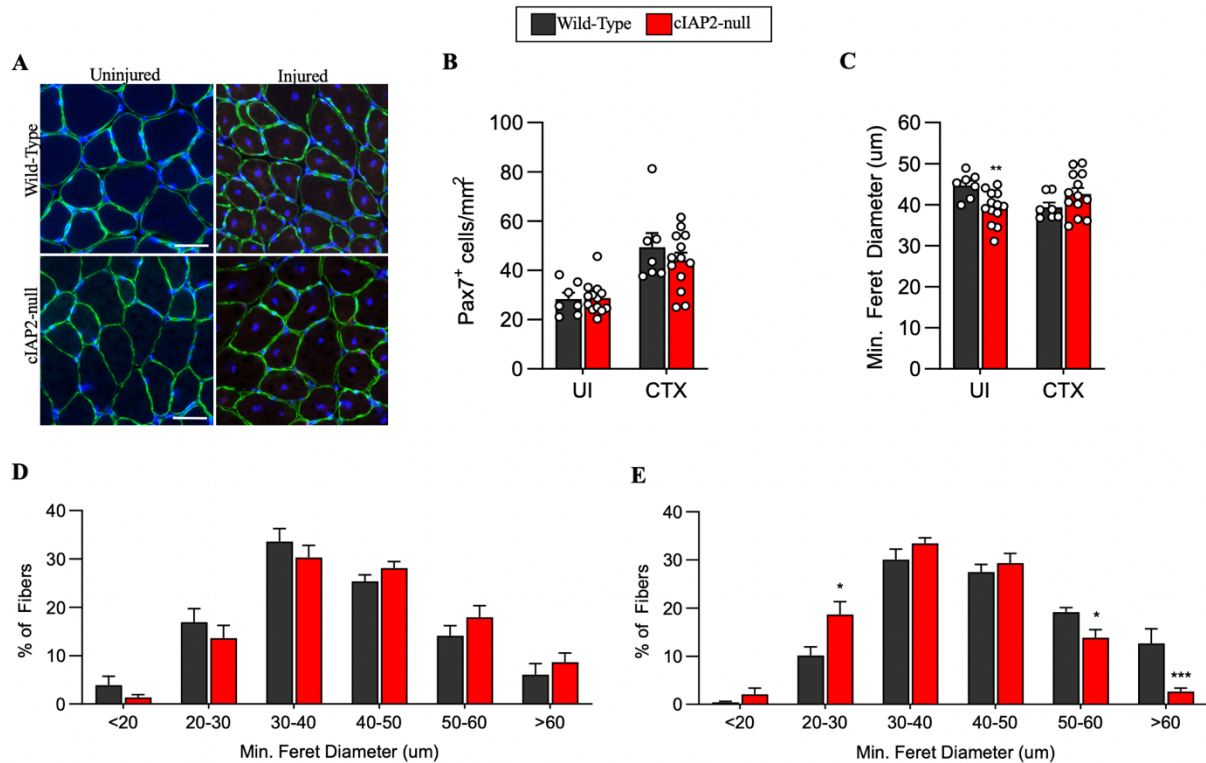 Wild-Type cIAP2-null
A
Uninjured Injured
Wild-Type
cIAP2-null
B
Pax7+ cells/mm2
100
80
60
40
20
0
UI CTX
C
Min. Feret Diameter (um)
60
50
40
30
20
10
0
**
UI CTX
D
% of Fibers
40
30
20
10
0
<20 20-30 30-40 40-50 50-60 >60
Min. Feret Diameter (um)
E
% of Fibers
40
30
20
10
0
*
*
***
<20 20-30 30-40 40-50 50-60 >60
Min. Feret Diameter (um)